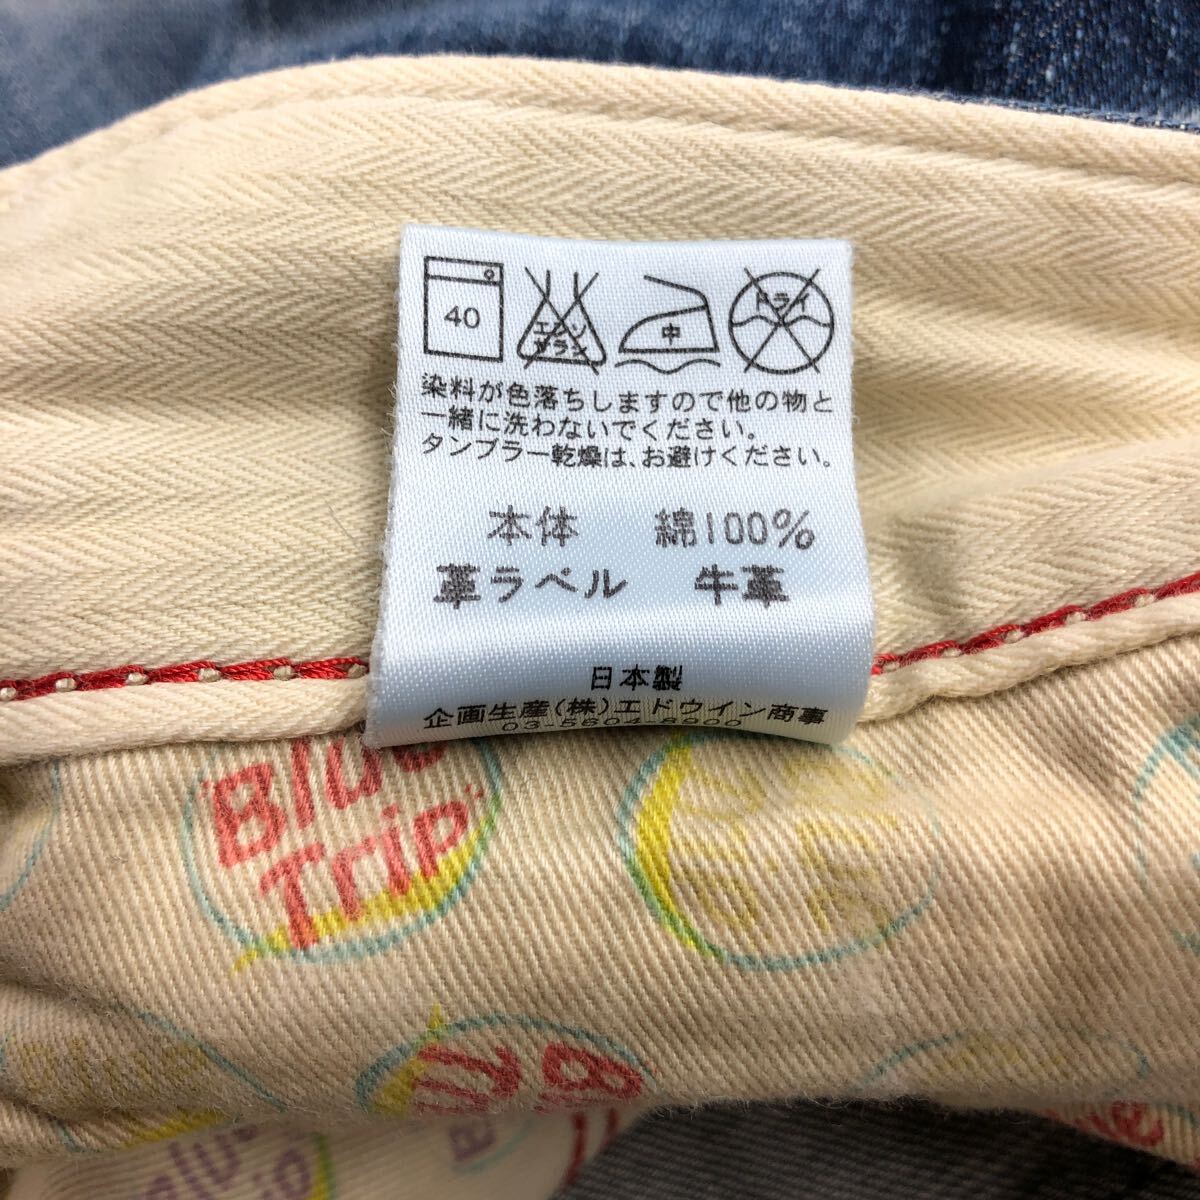 40
エンソ
サラシ
中
ドライ
染料が色落ちしますので他の物と
一緒に洗わないでください。
タンブラー乾燥は、お避けください。
本体 綿100%
革ラベル 牛革
日本製
企画生産(株)エドウイン商事
03-5604-8900
Blue
Trip